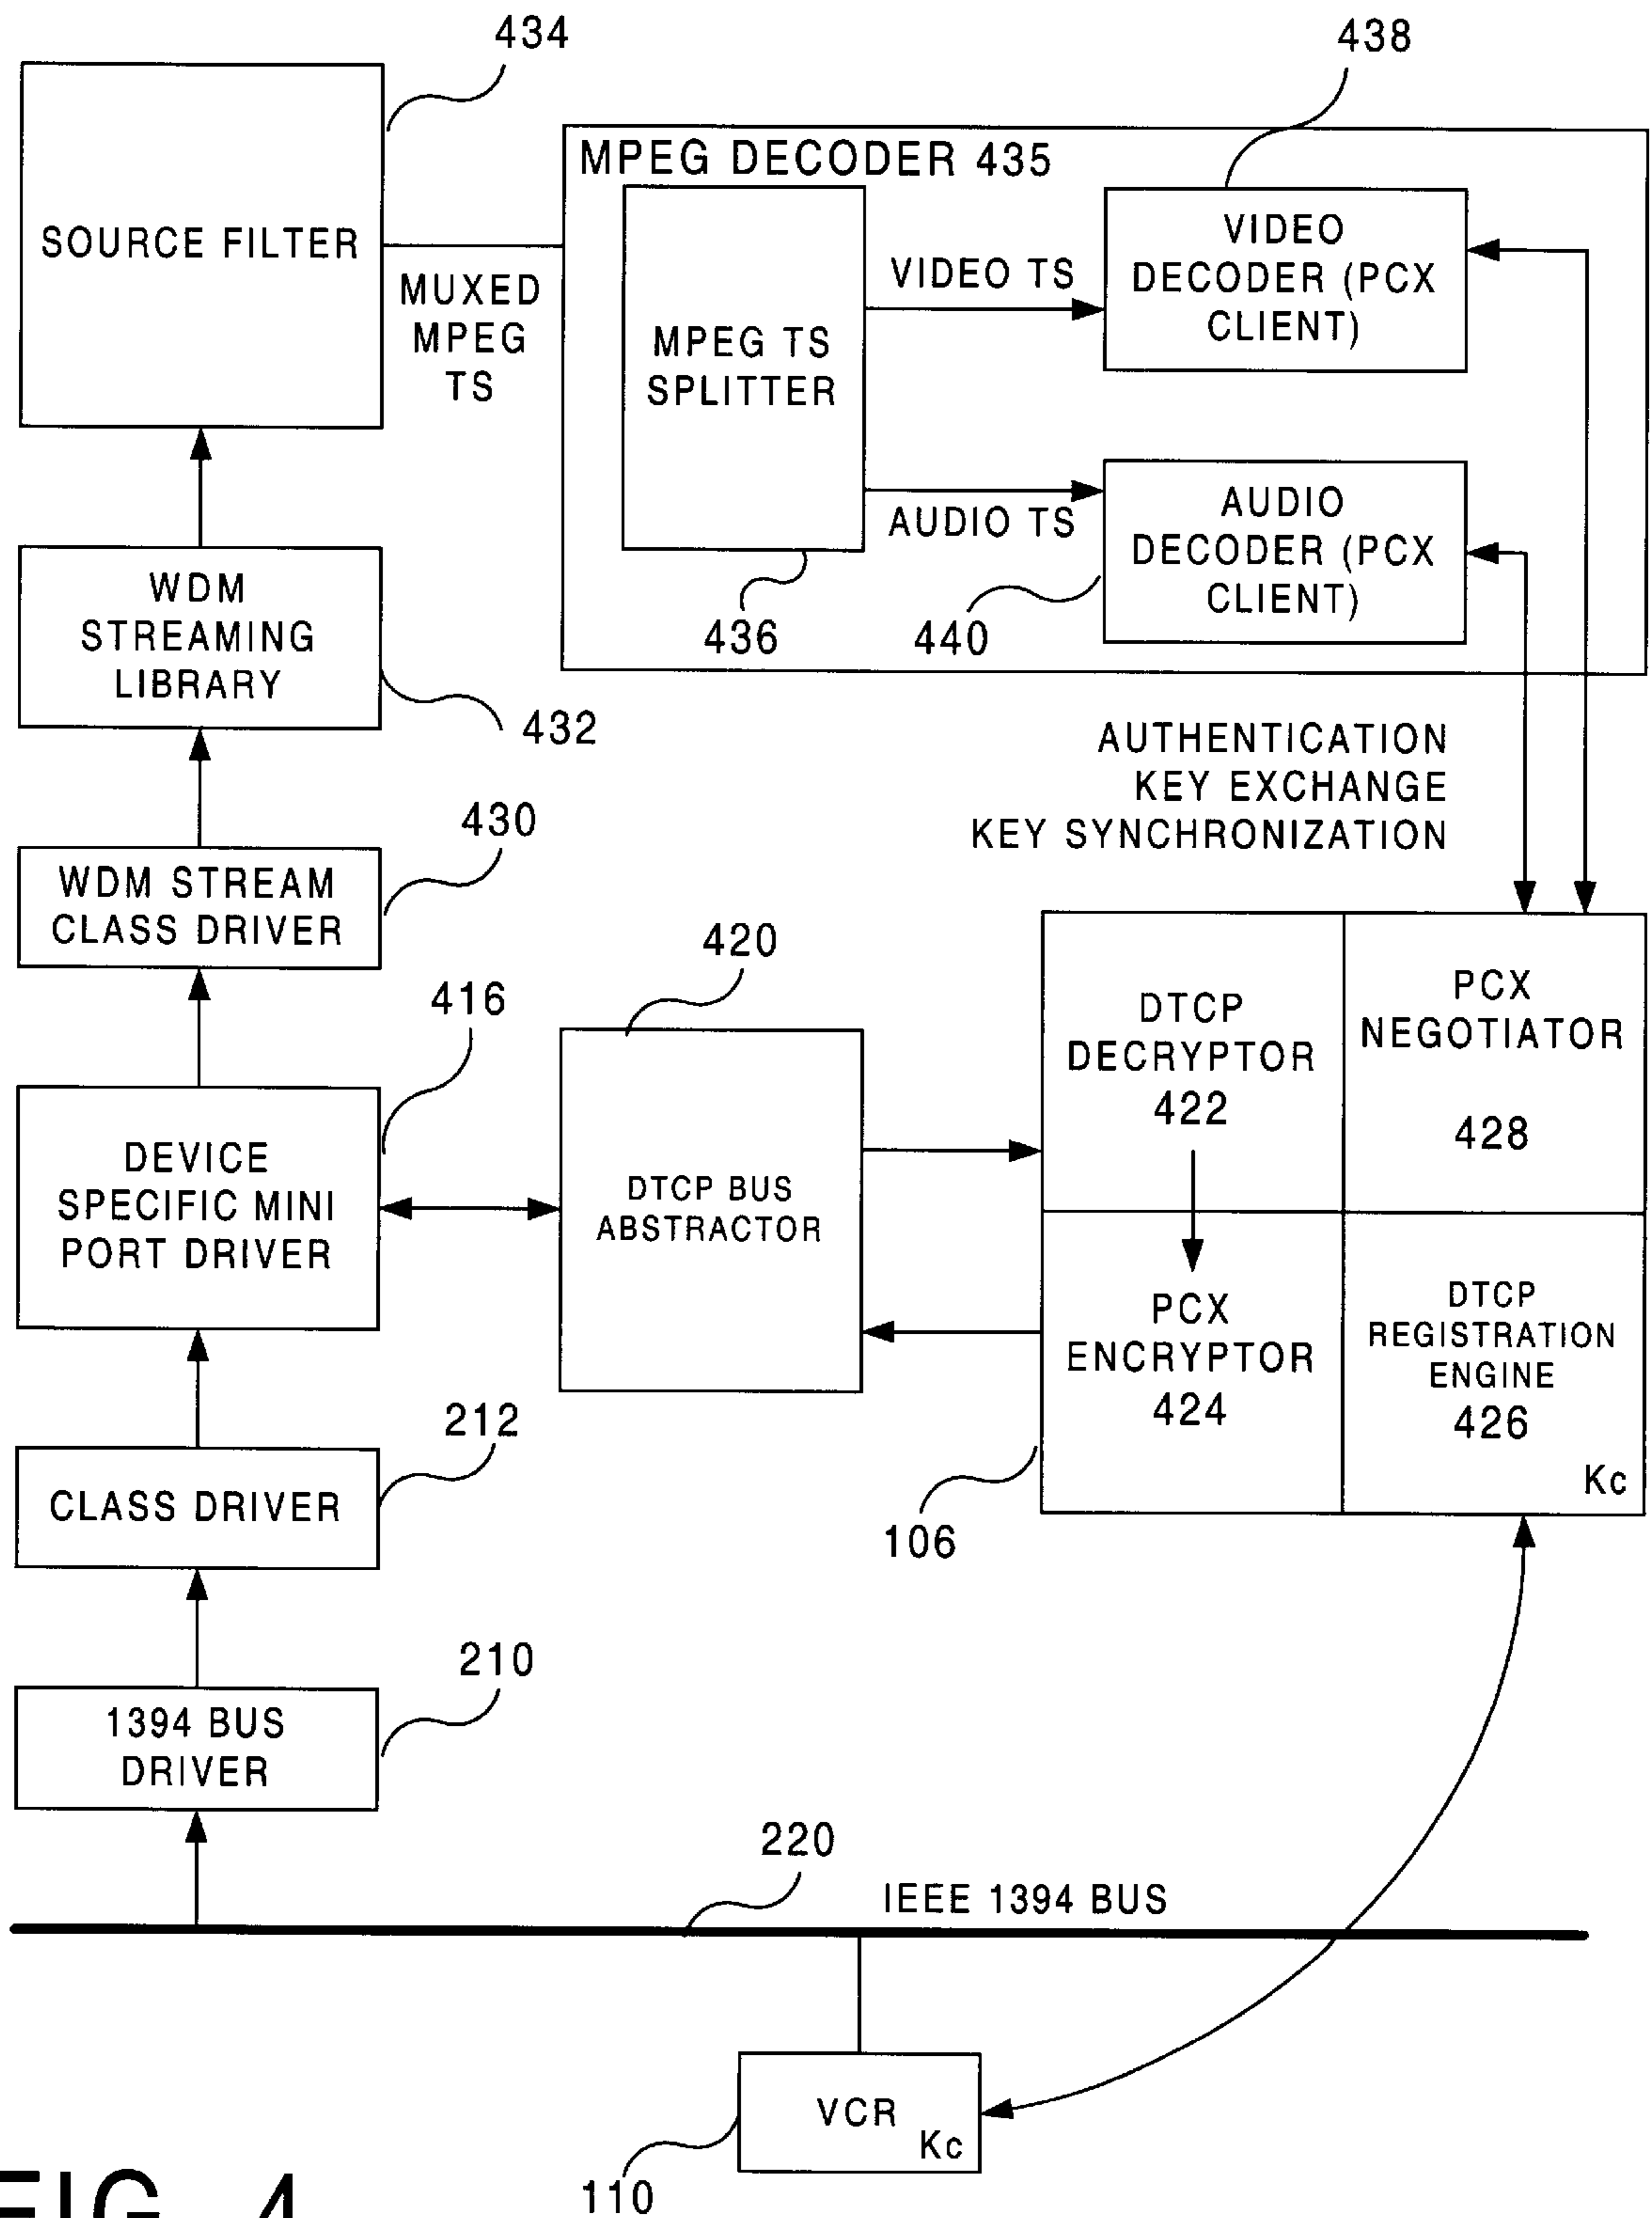 434
438
MPEG DECODER 435
SOURCE FILTER
MUXED
MPEG
TS
MPEG TS
SPLITTER
VIDEO TS
VIDEO
DECODER (PCX
CLIENT)
AUDIO TS
AUDIO
DECODER (PCX
CLIENT)
436
440
WDM
STREAMING
LIBRARY
432
AUTHENTICATION
KEY EXCHANGE
KEY SYNCHRONIZATION
430
WDM STREAM
CLASS DRIVER
420
416
DEVICE
SPECIFIC MINI
PORT DRIVER
DTCP BUS
ABSTRACTOR
DTCP
DECRYPTOR
422
PCX
NEGOTIATOR
428
PCX
ENCRYPTOR
424
DTCP
REGISTRATION
ENGINE
426
Kc
106
212
CLASS DRIVER
210
1394 BUS
DRIVER
220
IEEE 1394 BUS
VCR
Kc
110
FIG. 4